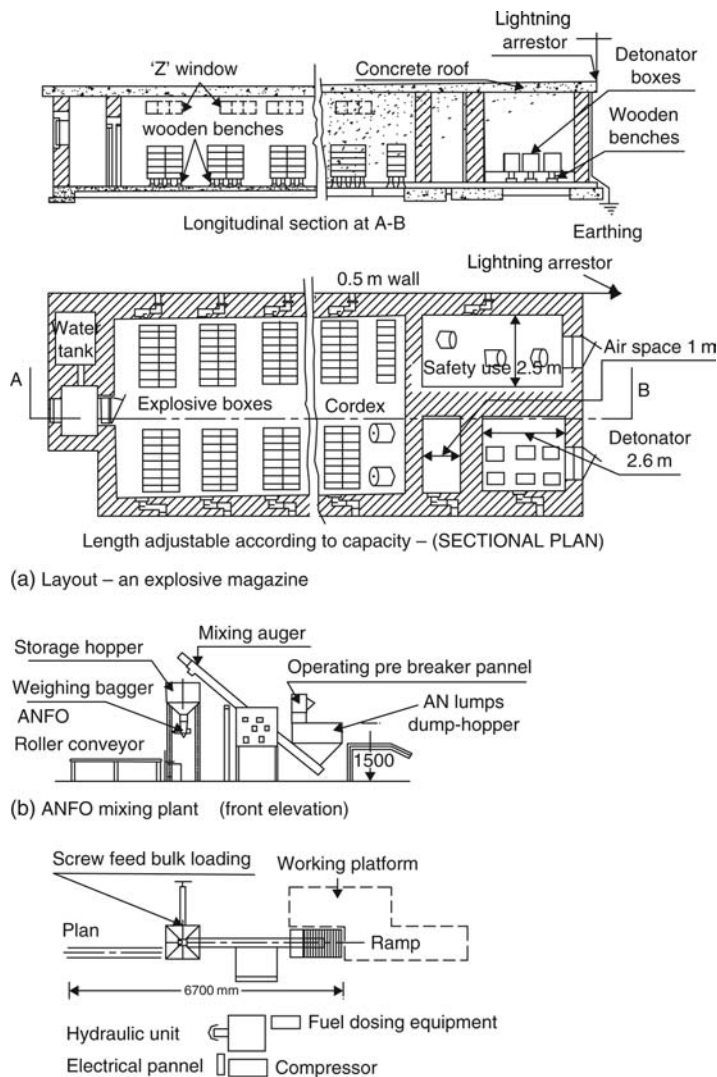 Lightning
arrestor
Detonator
boxes
'Z' window
Concrete roof
Wooden
benches
wooden benches
Longitudinal section at A-B
Earthing
Lightning arrestor
0.5 m wall
Water
tank
Air space 1 m
Safety use 2.5 m
A
B
Explosive boxes
Cordex
Detonator
2.6 m
Length adjustable according to capacity – (SECTIONAL PLAN)
(a) Layout – an explosive magazine
Mixing auger
Storage hopper
Operating pre breaker pannel
Weighing bagger
AN lumps
dump-hopper
ANFO
Roller conveyor
1500
(b) ANFO mixing plant (front elevation)
Screw feed bulk loading
Working platform
Plan
Ramp
6700 mm
Hydraulic unit
Fuel dosing equipment
Electrical pannel
Compressor